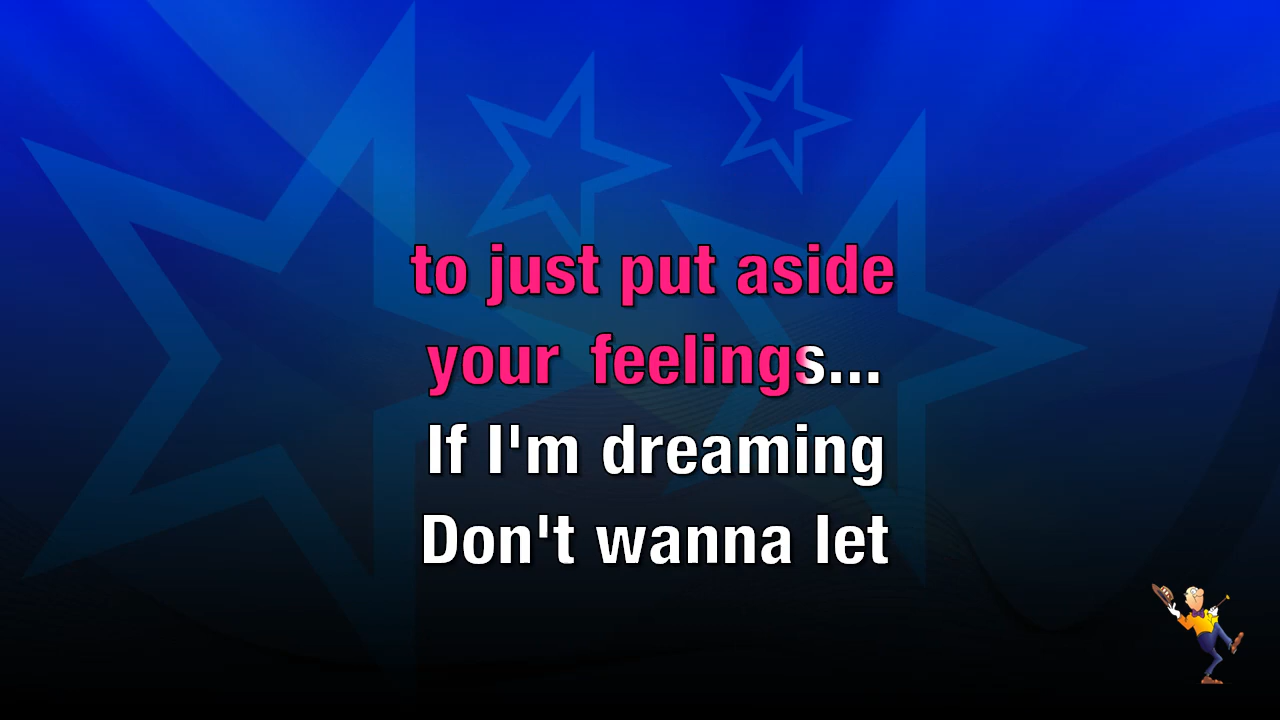 to just put aside
your feelings...
If I'm dreaming
Don't wanna let